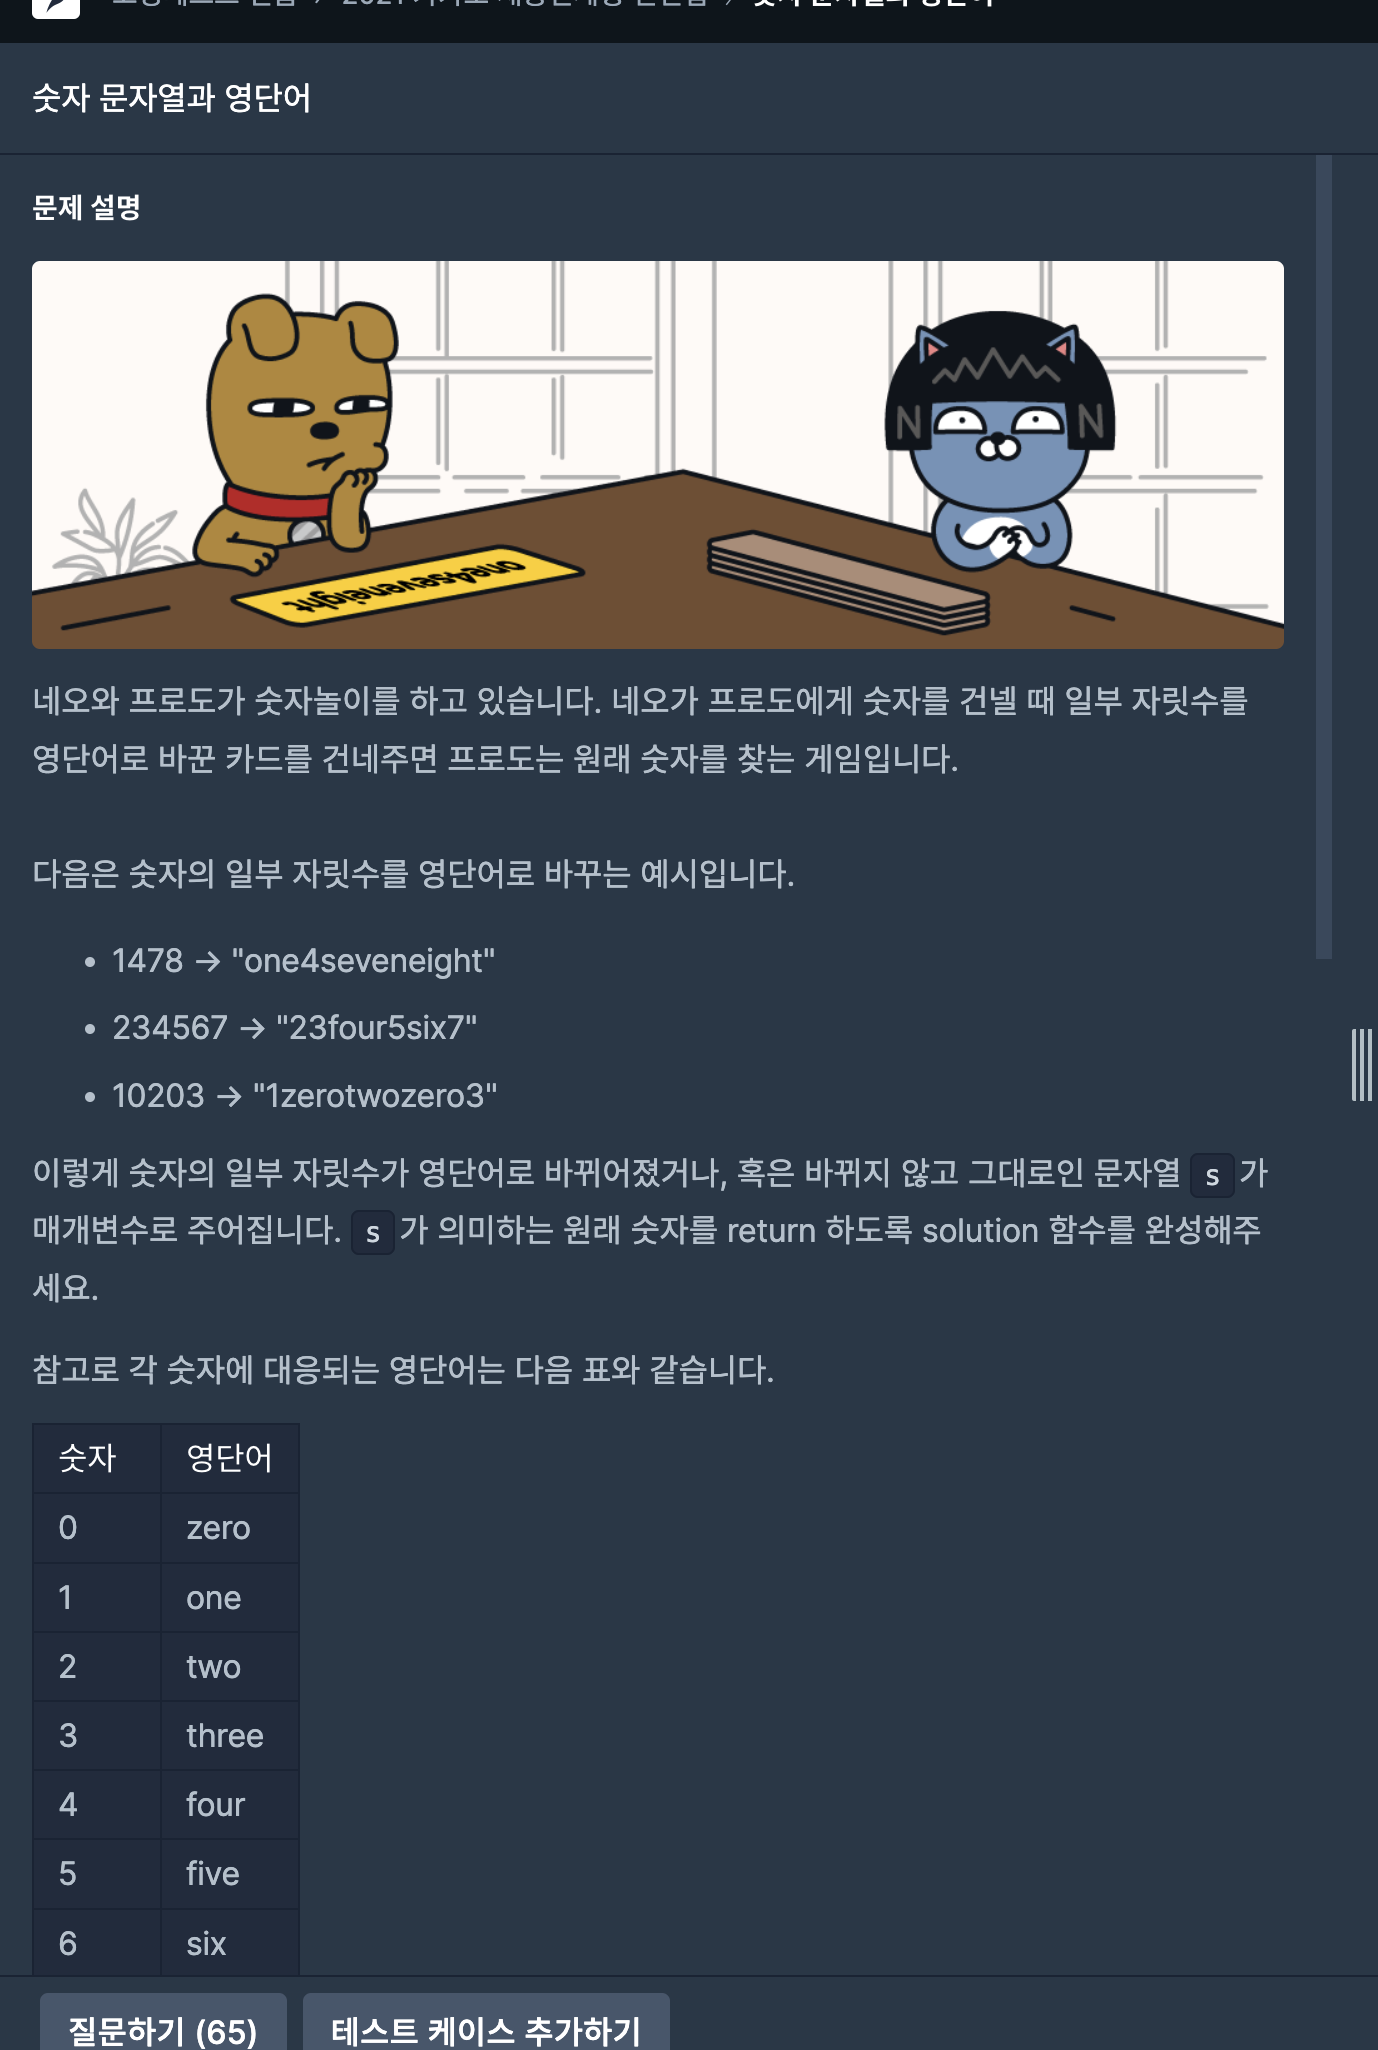 숫자 문자열과 영단어
문제 설명
N N
one4seveneight
네오와 프로도가 숫자놀이를 하고 있습니다. 네오가 프로도에게 숫자를 건넬 때 일부 자릿수를
영단어로 바꾼 카드를 건네주면 프로도는 원래 숫자를 찾는 게임입니다.
다음은 숫자의 일부 자릿수를 영단어로 바꾸는 예시입니다.
• 1478 → "one4seveneight"
• 234567 → "23four5six7"
• 10203 → "1zerotwozero3"
이렇게 숫자의 일부 자릿수가 영단어로 바뀌어졌거나, 혹은 바뀌지 않고 그대로인 문자열 s 가
매개변수로 주어집니다. s 가 의미하는 원래 숫자를 return 하도록 solution 함수를 완성해주
세요.
참고로 각 숫자에 대응되는 영단어는 다음 표와 같습니다.
숫자 영단어
0 zero
1 one
2 two
3 three
4 four
5 five
6 six
질문하기 (65) 테스트 케이스 추가하기